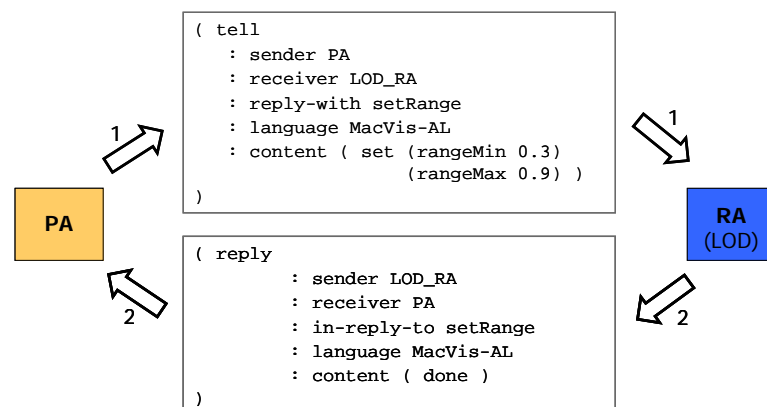 ( tell
: sender PA
: receiver LOD_RA
: reply-with setRange
: language MacVis-AL
: content ( set (rangeMin 0.3)
(rangeMax 0.9) )
)
1
1
PA
RA
(LOD)
( reply
: sender LOD_RA
: receiver PA
: in-reply-to setRange
: language MacVis-AL
: content ( done )
)
2
2